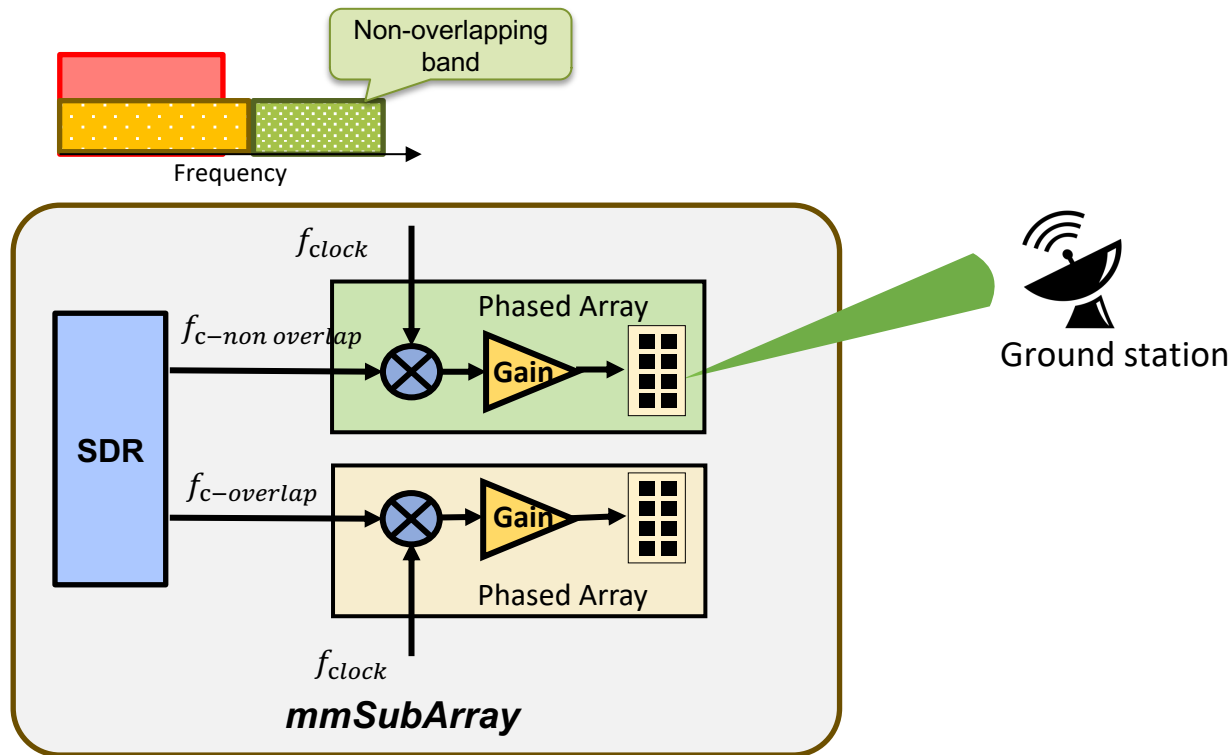 Non-overlapping
band
Frequency
f_clock
Phased Array
f_c−non overlap
Gain
Ground station
SDR
f_c−overlap
Gain
Phased Array
f_clock
mmSubArray